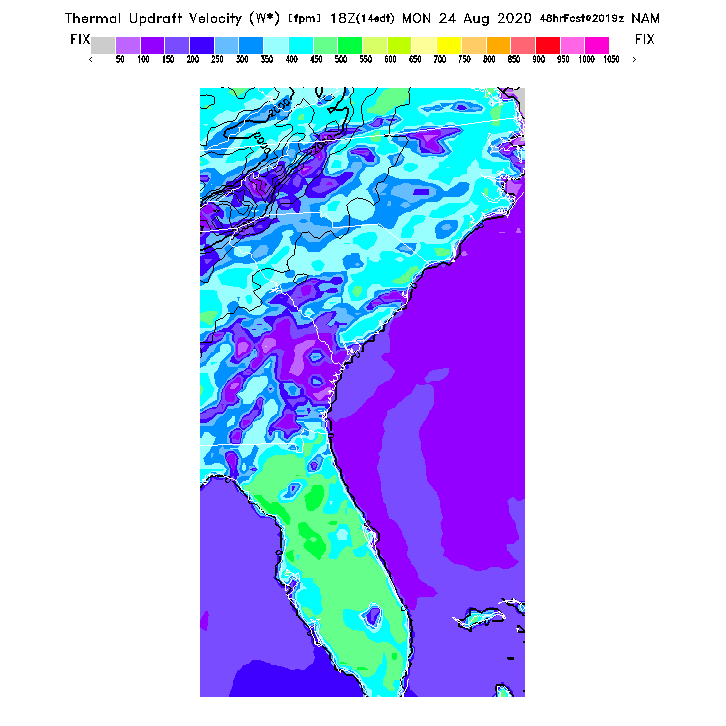 Thermal Updraft Velocity (W*) [fpm] 18Z(14edt) MON 24 Aug 2020 48hrFcst@2019z NAM
FIX FIX
< 50 100 150 200 250 300 350 400 450 500 550 600 650 700 750 800 850 900 950 1000 1050 >
2000